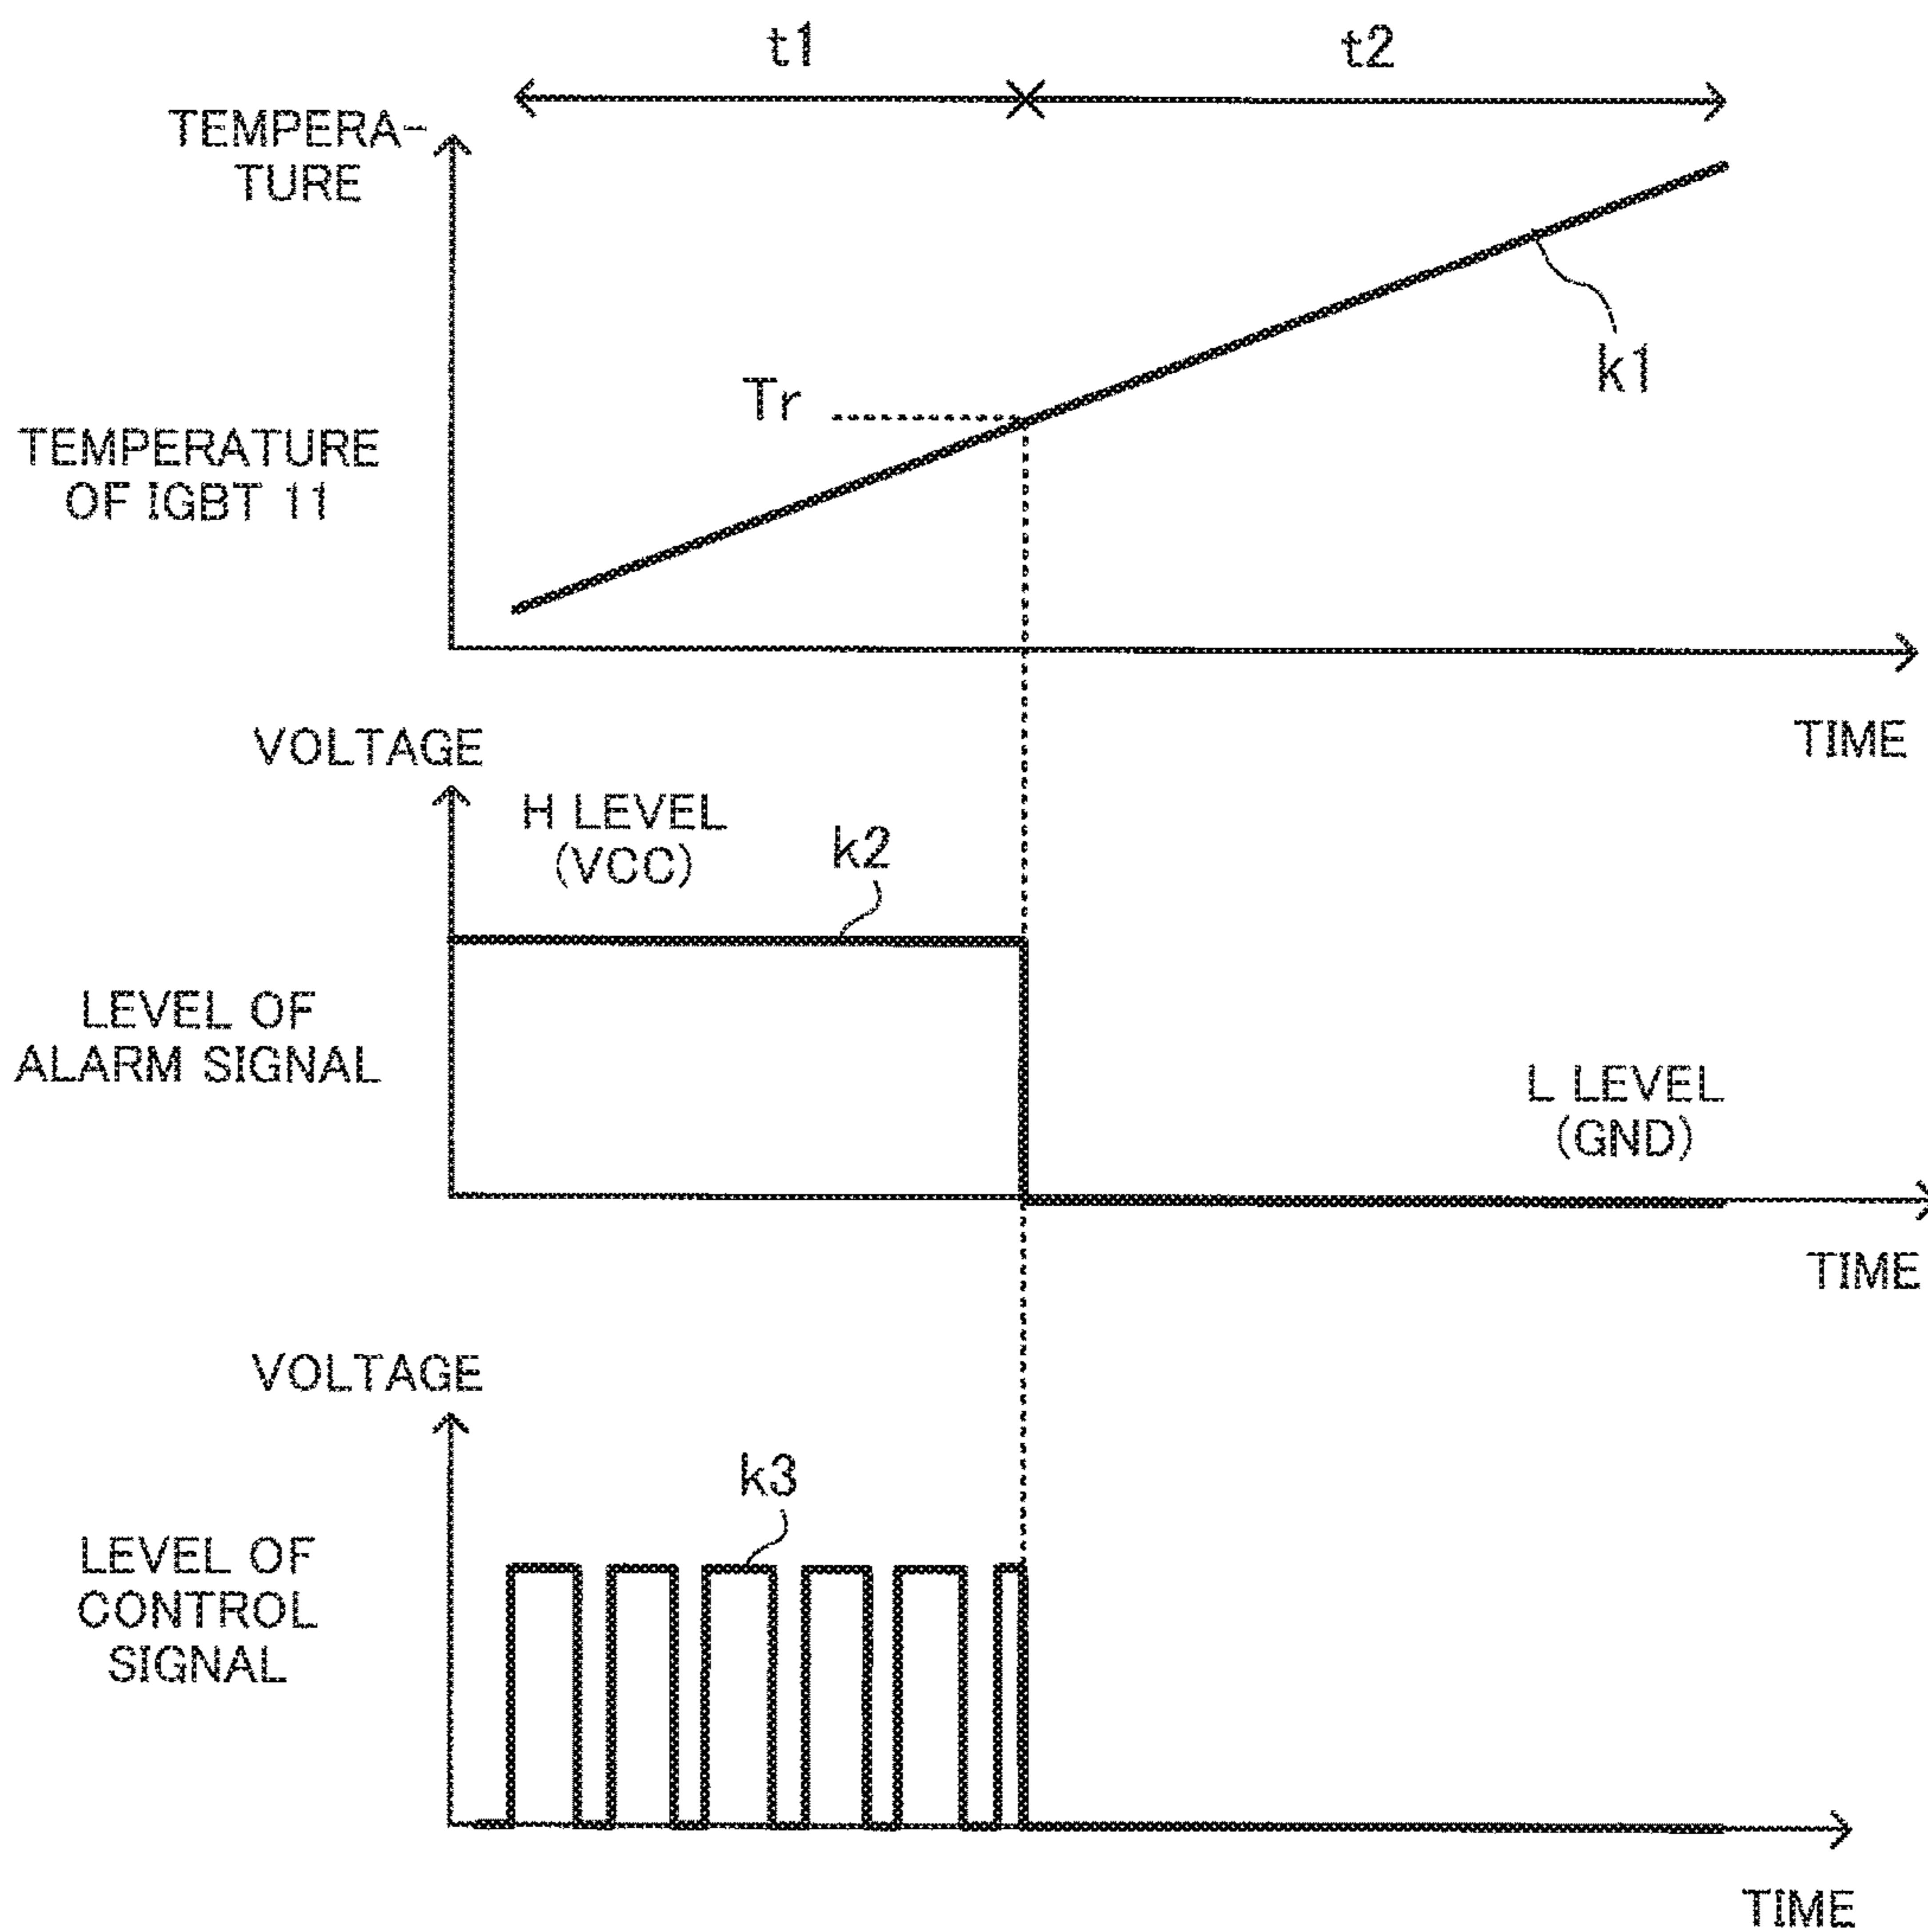 t1
t2
TEMPERA-
TURE
k1
Tr
TEMPERATURE
OF IGBT 11
TIME
VOLTAGE
H LEVEL
(VCC)
k2
LEVEL OF
ALARM SIGNAL
L LEVEL
(GND)
TIME
VOLTAGE
k3
LEVEL OF
CONTROL
SIGNAL
TIME